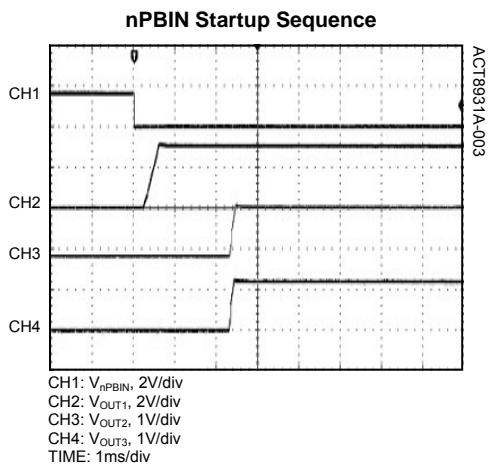 nPBIN Startup Sequence
ACT8931A-003
CH1
CH2
CH3
CH4
CH1: VnPBIN, 2V/div
CH2: VOUT1, 2V/div
CH3: VOUT2, 1V/div
CH4: VOUT3, 1V/div
TIME: 1ms/div